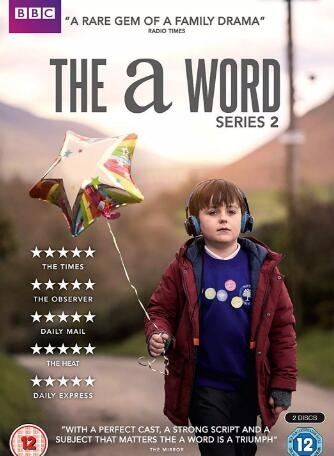 BBC
"A RARE GEM OF A FAMILY DRAMA"
RADIO TIMES
THE a WORD
SERIES 2
★★★★★
THE TIMES
★★★★★
THE OBSERVER
★★★★★
DAILY MAIL
★★★★★
THE HEAT
★★★★★
DAILY EXPRESS
2 DISCS
"WITH A PERFECT CAST, A STRONG SCRIPT AND A
SUBJECT THAT MATTERS THE A WORD IS A TRIUMPH"
THE MIRROR
12
12